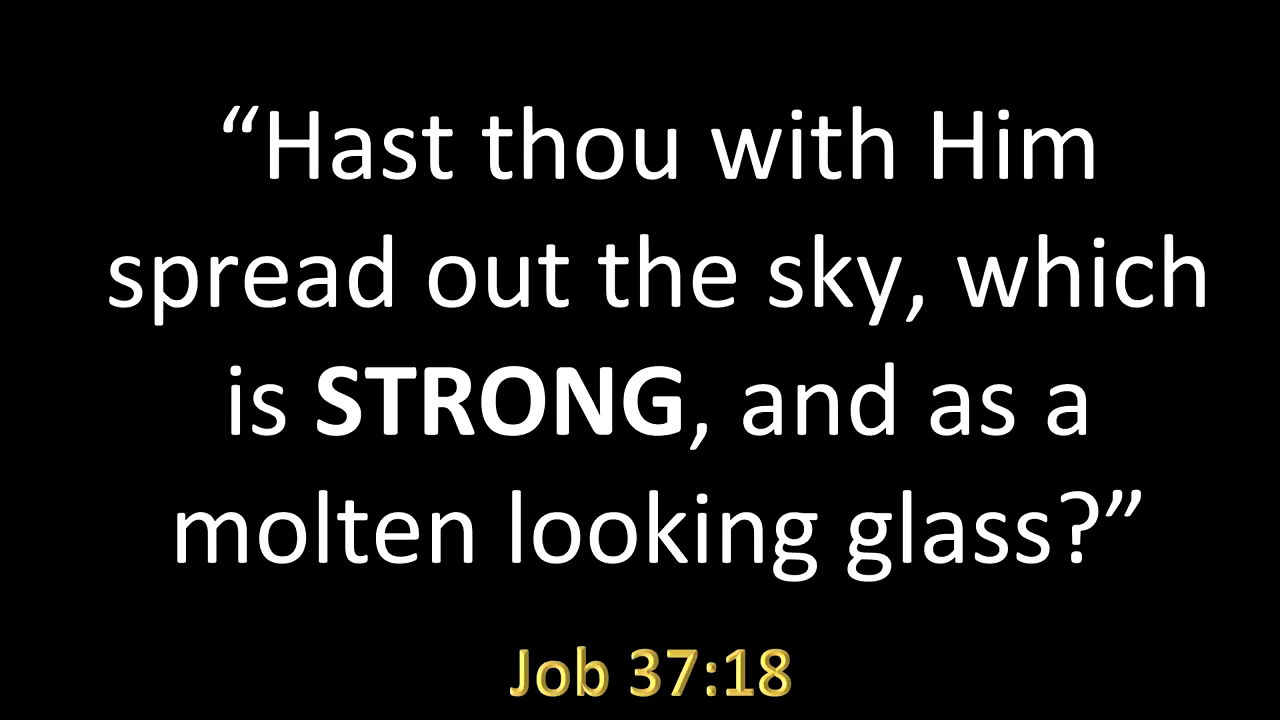 “Hast thou with Him
spread out the sky, which
is STRONG, and as a
molten looking glass?”
Job 37:18